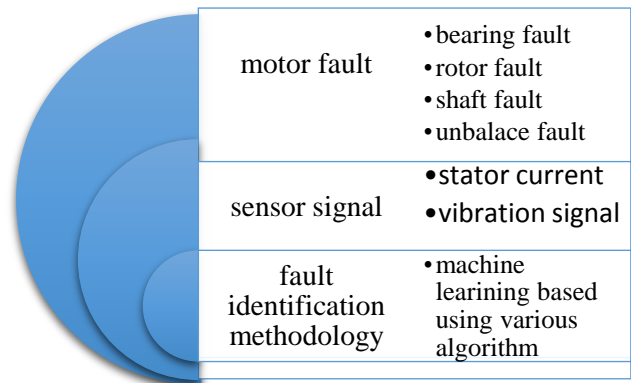 motor fault
•bearing fault
•rotor fault
•shaft fault
•unbalace fault
sensor signal
•stator current
•vibration signal
fault
identification
methodology
•machine
learining based
using various
algorithm